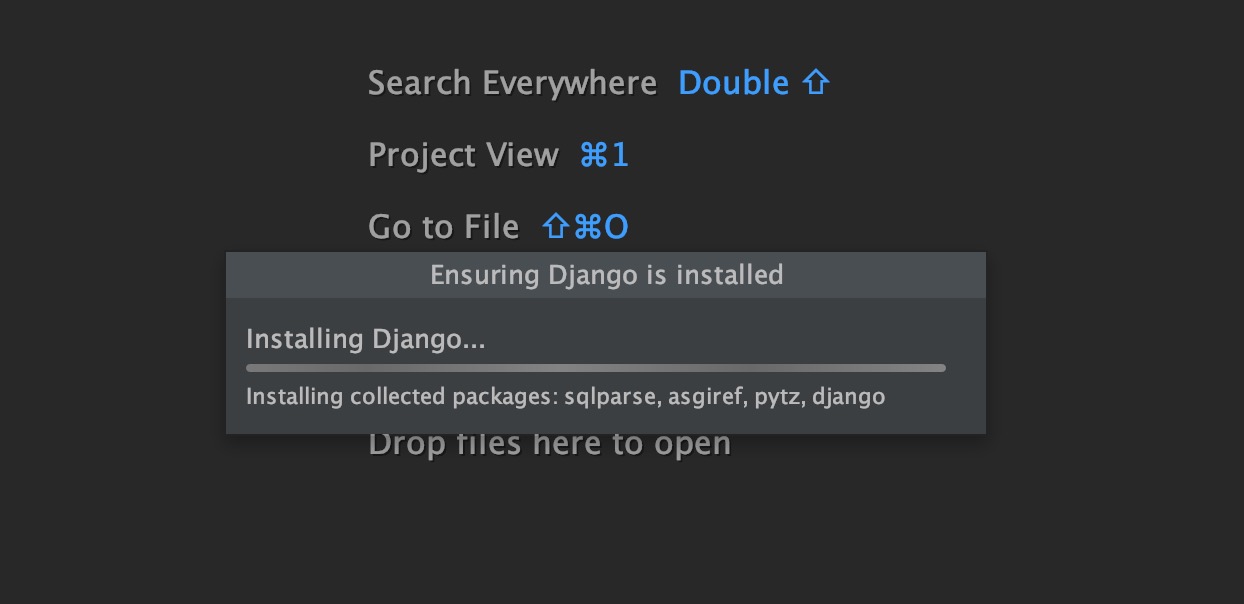 Search Everywhere Double ⇧
Project View ⌘1
Go to File ⇧⌘O
Ensuring Django is installed
Installing Django...
Installing collected packages: sqlparse, asgiref, pytz, django
Drop files here to open